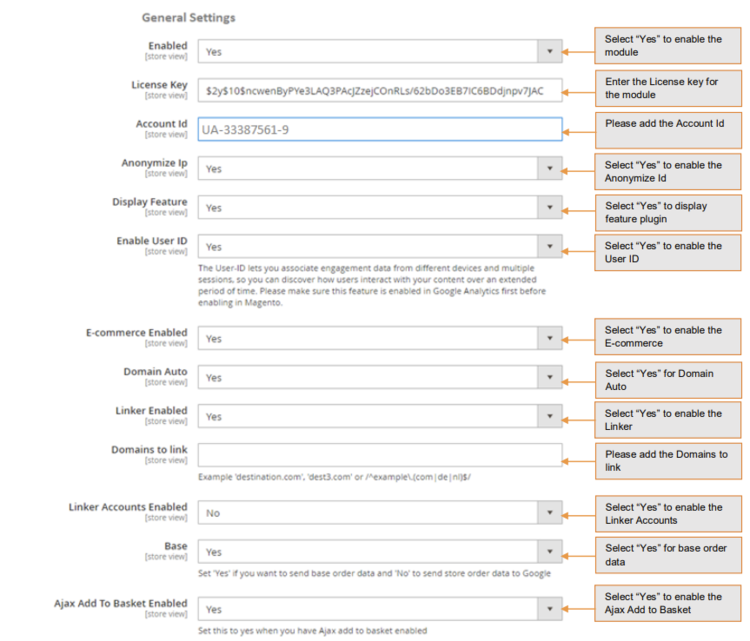 General Settings
Enabled
[store view]
Yes
Select “Yes” to enable the
module
License Key
[store view]
$2y$10$ncwenByPYe3LAQ3PAcJZzejCOnRLs/62bDo3EB7IC6BDdjnpv7JAC
Enter the License key for
the module
Account Id
[store view]
UA-33387561-9
Please add the Account Id
Anonymize Ip
[store view]
Yes
Select “Yes” to enable the
Anonymize Id
Display Feature
[store view]
Yes
Select “Yes” to display
feature plugin
Enable User ID
[store view]
Yes
Select “Yes” to enable the
User ID
The User-ID lets you associate engagement data from different devices and multiple
sessions, so you can discover how users interact with your content over an extended
period of time. Please make sure this feature is enabled in Google Analytics first before
enabling in Magento.
E-commerce Enabled
[store view]
Yes
Select “Yes” to enable the
E-commerce
Domain Auto
[store view]
Yes
Select “Yes” for Domain
Auto
Linker Enabled
[store view]
Yes
Select “Yes” to enable the
Linker
Domains to link
[store view]
Please add the Domains to
link
Example 'destination.com', 'dest3.com' or /^example\.(com|de|nl)$/
Linker Accounts Enabled
[store view]
No
Select “Yes” to enable the
Linker Accounts
Base
[store view]
Yes
Select “Yes” for base order
data
Set 'Yes' if you want to send base order data and 'No' to send store order data to Google
Ajax Add To Basket Enabled
[store view]
Yes
Select “Yes” to enable the
Ajax Add to Basket
Set this to yes when you have Ajax add to basket enabled